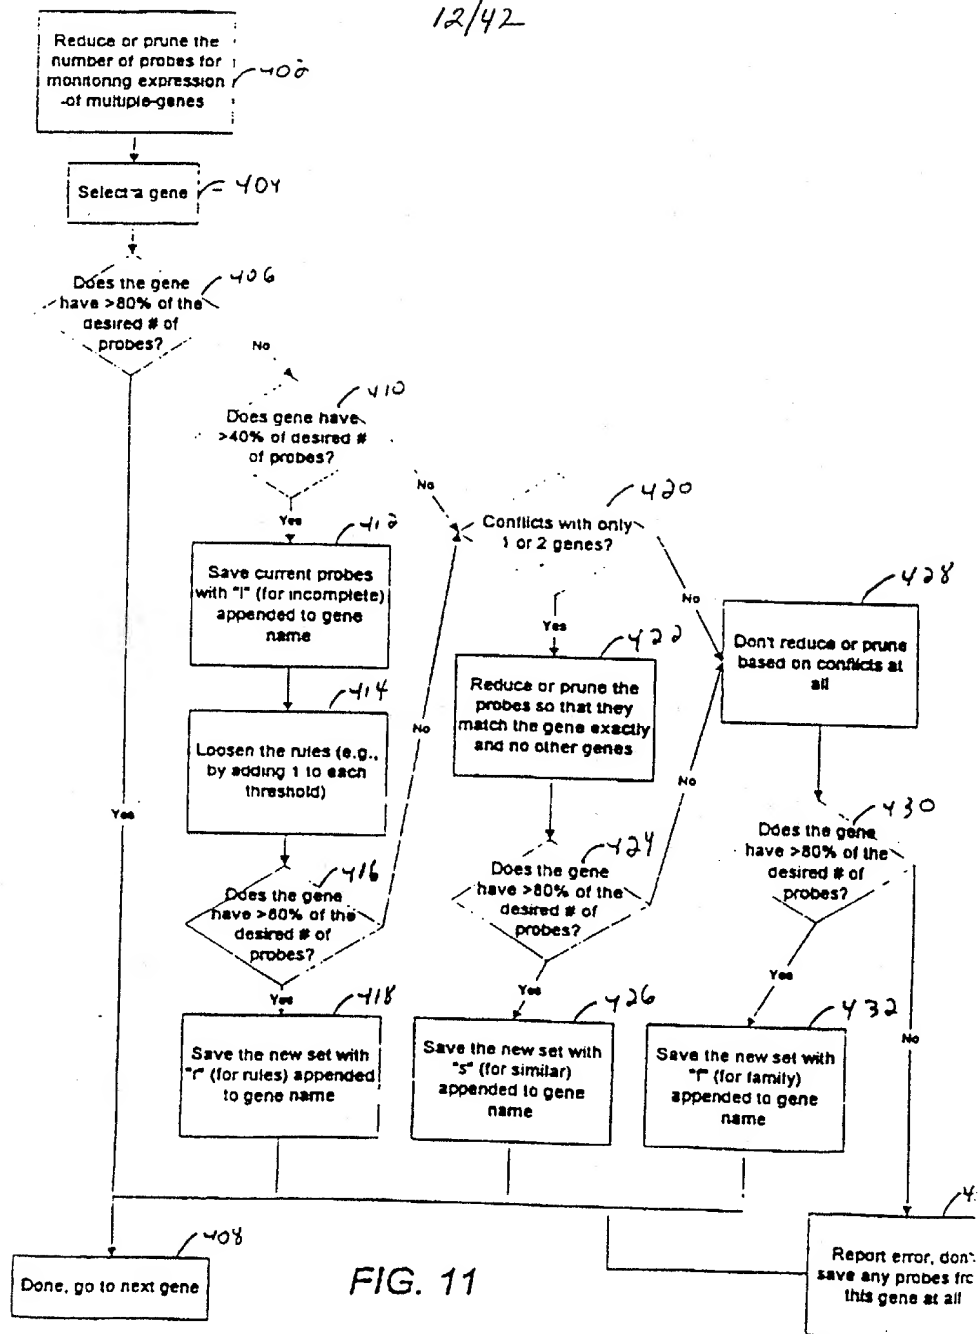 12/42
Reduce or prune the
number of probes for
monitoring expression
of multiple-genes
402
Select a gene
404
Does the gene
have >80% of the
desired # of
probes?
406
No
Does gene have
>40% of desired #
of probes?
410
No
Yes
Conflicts with only
1 or 2 genes?
420
Save current probes
with "I" (for incomplete)
appended to gene
name
412
No
Yes
Don't reduce or prune
based on conflicts at
all
428
Reduce or prune the
probes so that they
match the gene exactly
and no other genes
422
Loosen the rules (e.g.,
by adding 1 to each
threshold)
414
No
No
Yes
Does the gene
have >80% of the
desired # of
probes?
416
Does the gene
have >80% of the
desired # of
probes?
424
Does the gene
have >80% of the
desired # of
probes?
430
Yes
Yes
Yes
No
Save the new set with
"r" (for rules) appended
to gene name
418
Save the new set with
"s" (for similar)
appended to gene
name
426
Save the new set with
"f" (for family)
appended to gene
name
432
Done, go to next gene
408
FIG. 11
Report error, don'
save any probes
this gene at all